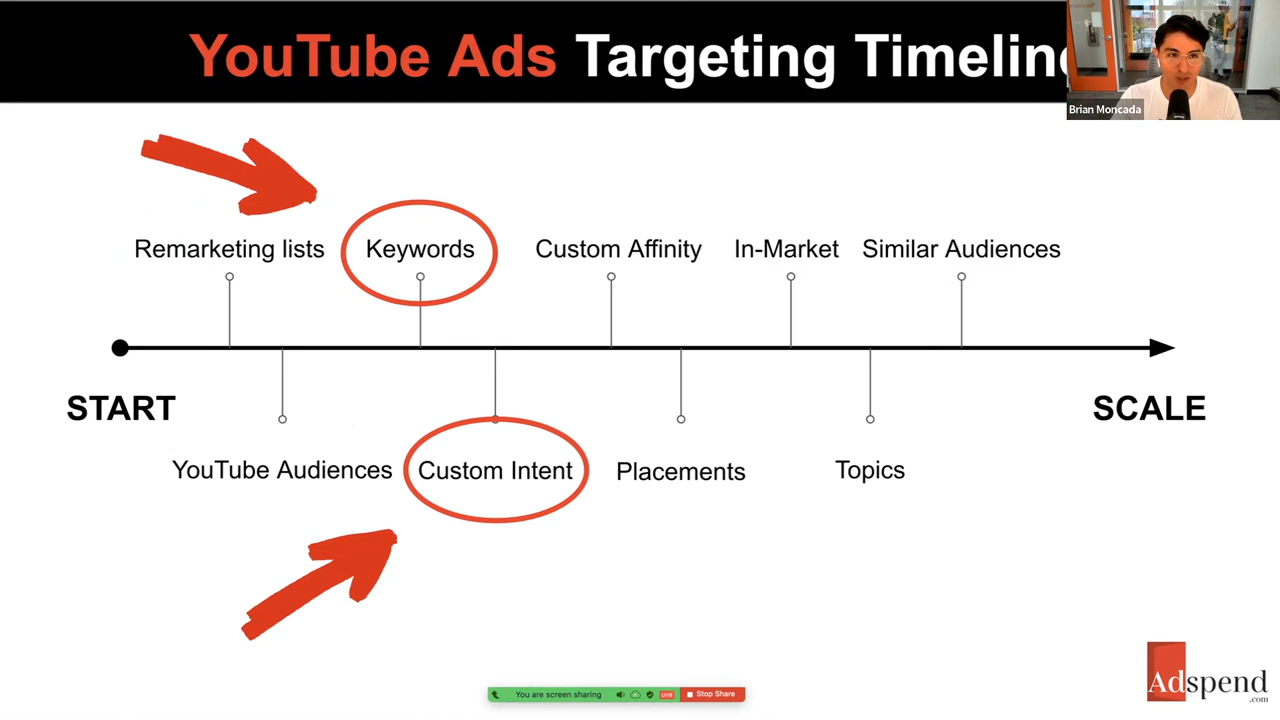 YouTube Ads Targeting Timeline
Brian Moncada
Remarketing lists
Keywords
Custom Affinity
In-Market
Similar Audiences
START
SCALE
YouTube Audiences
Custom Intent
Placements
Topics
You are screen sharing
LIVE
Stop Share
Adspend
.com